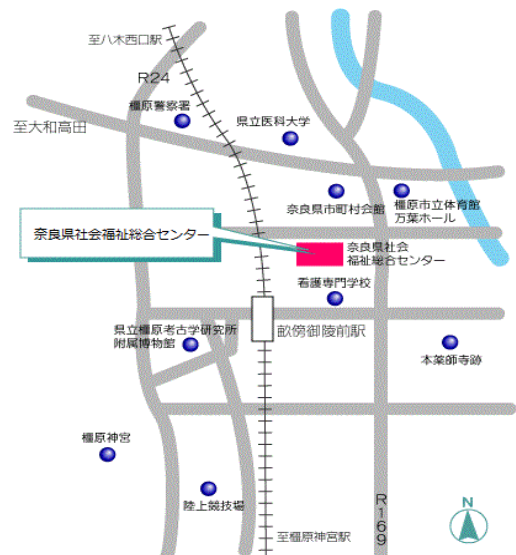 至八木西口駅
R24
橿原警察署
県立医科大学
至大和高田
奈良県市町村会館
橿原市立体育館
万葉ホール
奈良県社会福祉総合センター
奈良県社会
福祉総合センター
看護専門学校
県立橿原考古学研究所
附属博物館
畝傍御陵前駅
本薬師寺跡
橿原神宮
陸上競技場
R169
N
至橿原神宮駅